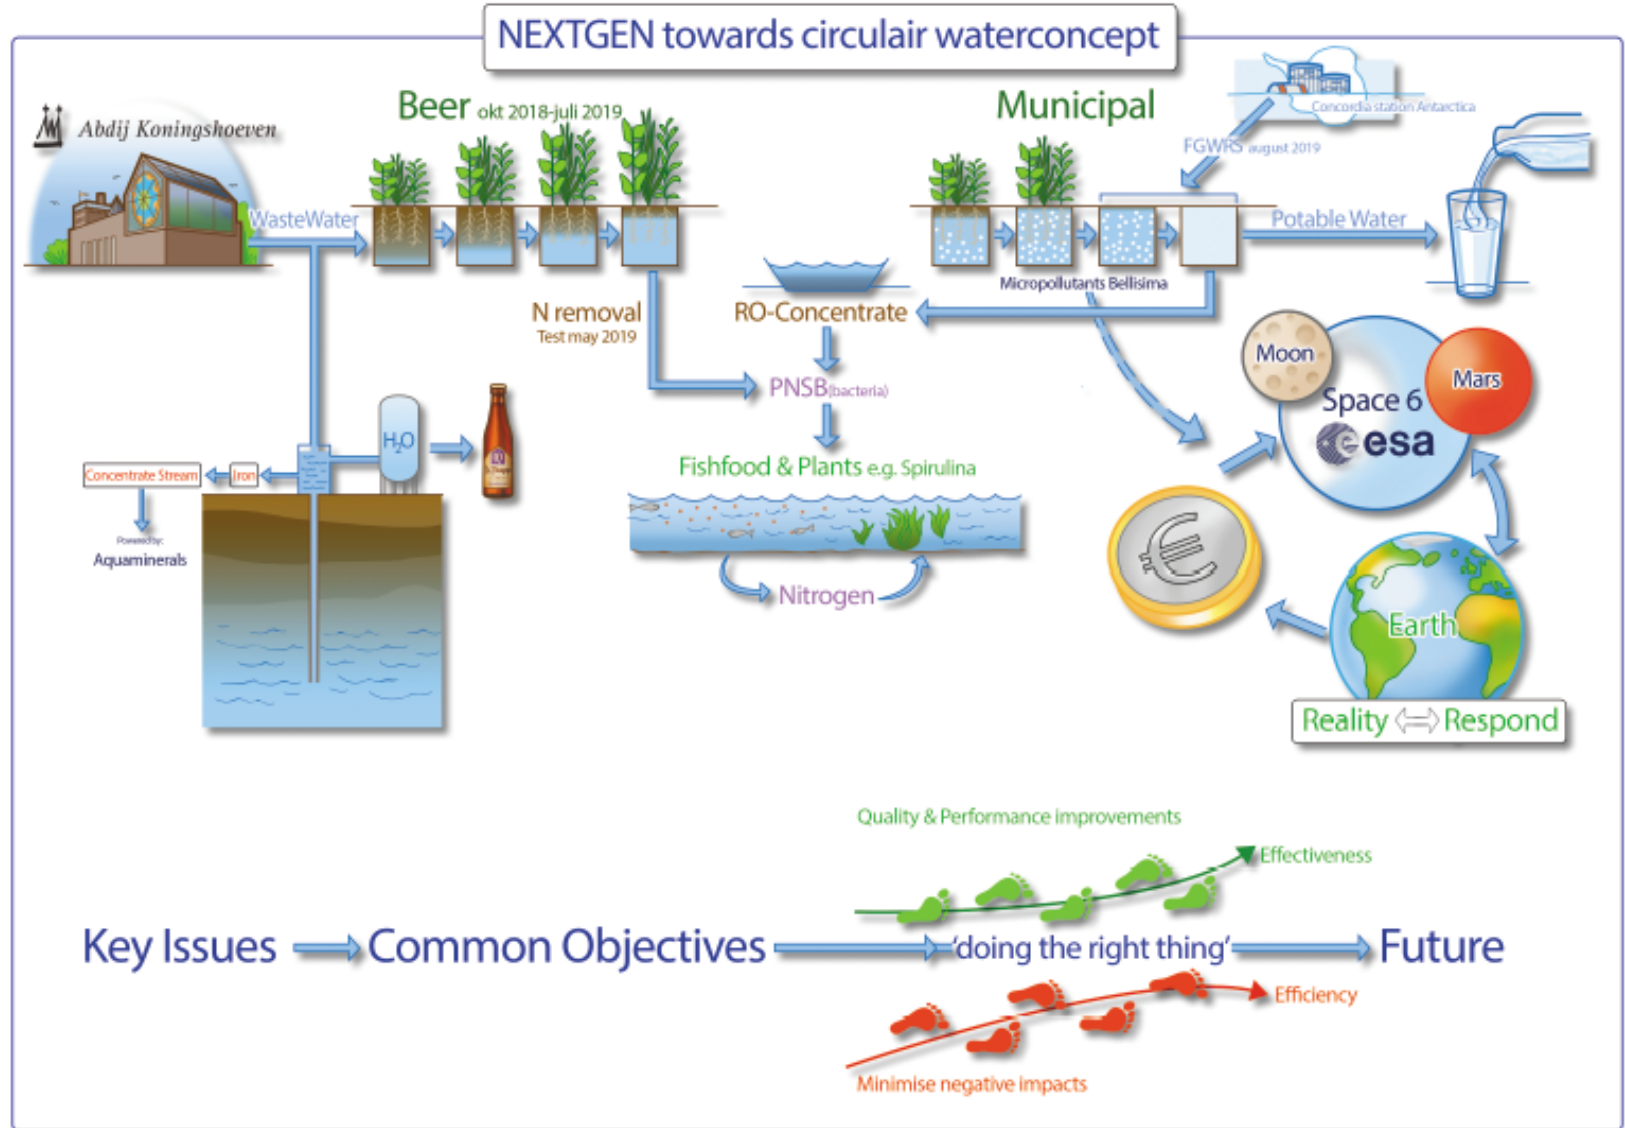 NEXTGEN towards circulair waterconcept
Abdij Koningshoeven
Beer okt 2018-juli 2019
Municipal
Concordia station Antarctica
FGWRS august 2019
WasteWater
Potable Water
Micropollutants Bellisima
N removal
Test may 2019
RO-Concentrate
PNSB(bacteria)
Moon
Mars
Space 6
esa
H₂O
Concentrate Stream
Iron
Powered by:
Aquaminerals
Fishfood & Plants e.g. Spirulina
Nitrogen
€
Earth
Reality Respond
Quality & Performance improvements
Effectiveness
Key Issues
Common Objectives
'doing the right thing'
Future
Efficiency
Minimise negative impacts